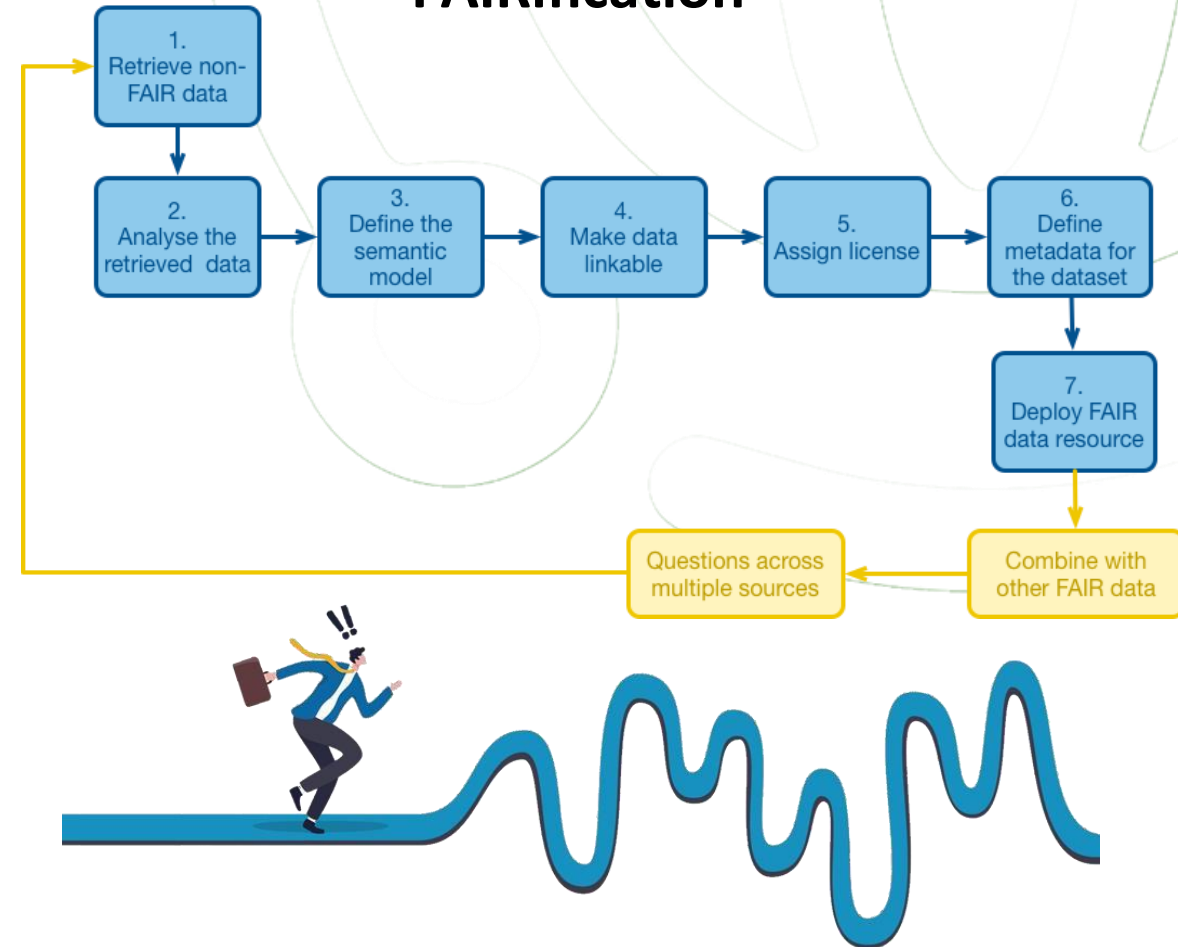 FAIRification
1.
Retrieve non-
FAIR data
2.
Analyse the
retrieved data
3.
Define the
semantic
model
4.
Make data
linkable
5.
Assign license
6.
Define
metadata for
the dataset
7.
Deploy FAIR
data resource
Combine with
other FAIR data
Questions across
multiple sources
!!